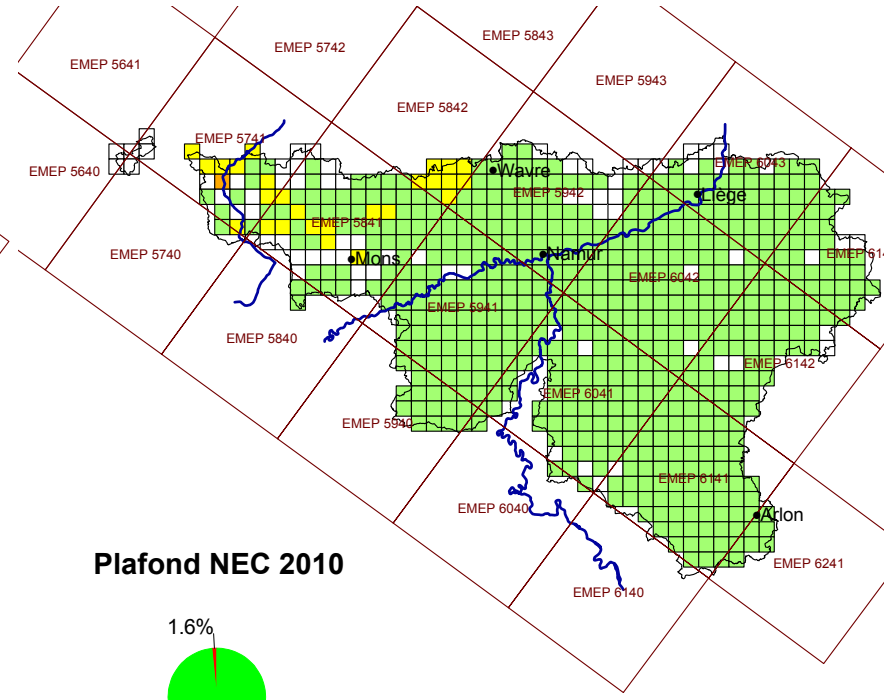 EMEP 5843
EMEP 5742
EMEP 5641
EMEP 5943
EMEP 5842
EMEP 5741
EMEP 6043
EMEP 5640
Wavre
EMEP 5942
Liège
EMEP 5841
EMEP 5740
Mons
Namur
EMEP 614
EMEP 6042
EMEP 5941
EMEP 5840
EMEP 6142
EMEP 6041
EMEP 5940
EMEP 6141
EMEP 6040
Arlon
Plafond NEC 2010
EMEP 6241
EMEP 6140
1.6%